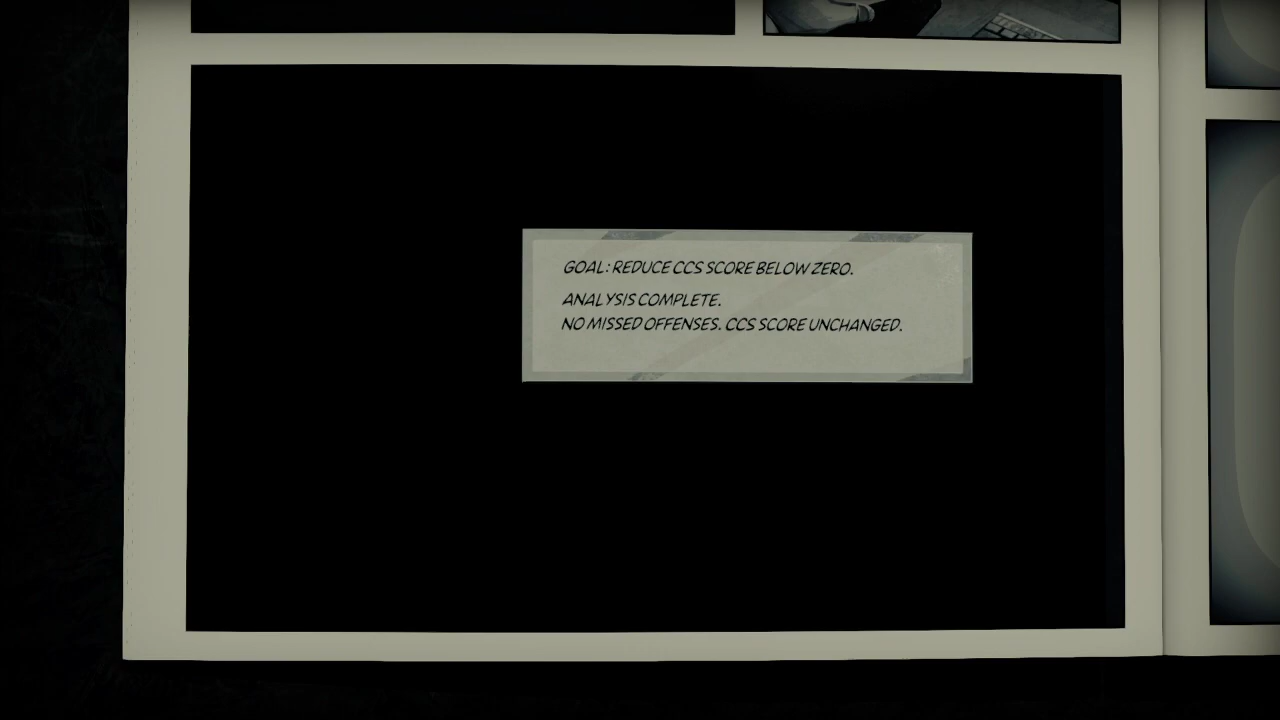 GOAL: REDUCE CCS SCORE BELOW ZERO.
ANALYSIS COMPLETE.
NO MISSED OFFENSES. CCS SCORE UNCHANGED.